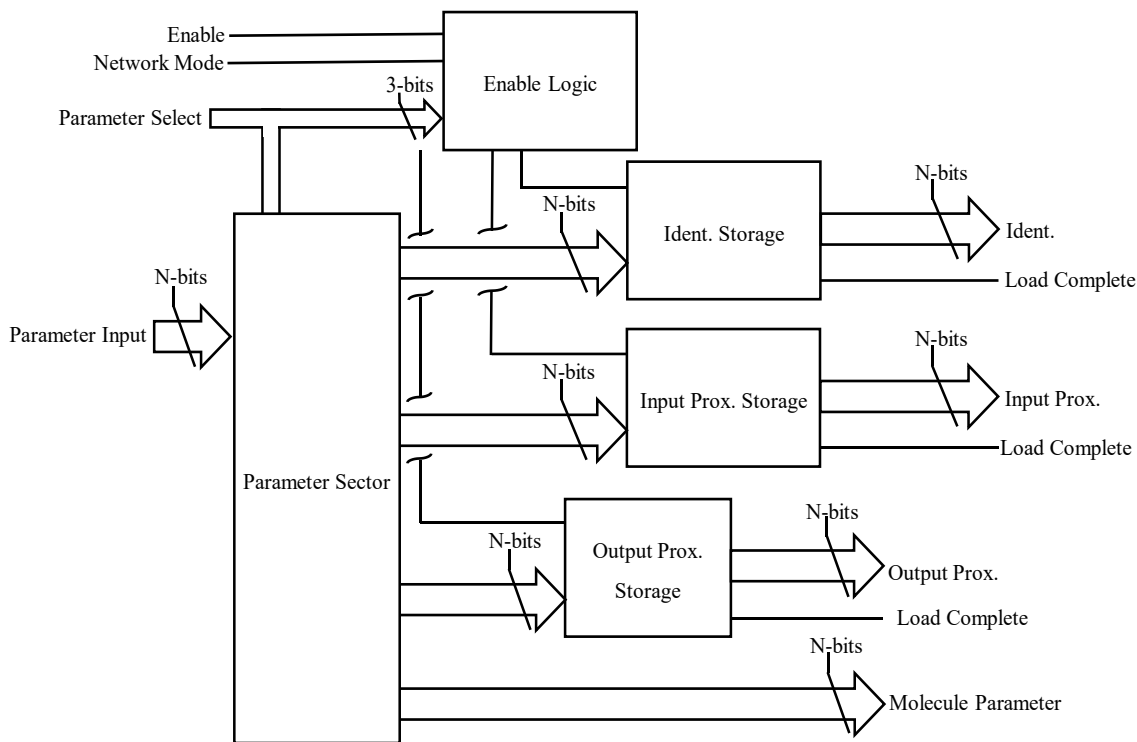 Enable
Network Mode
3-bits
Enable Logic
Parameter Select
N-bits
N-bits
Ident. Storage
Ident.
N-bits
Load Complete
Parameter Input
N-bits
N-bits
Input Prox. Storage
Input Prox.
Load Complete
Parameter Sector
N-bits
N-bits
Output Prox.
Storage
Output Prox.
Load Complete
N-bits
Molecule Parameter